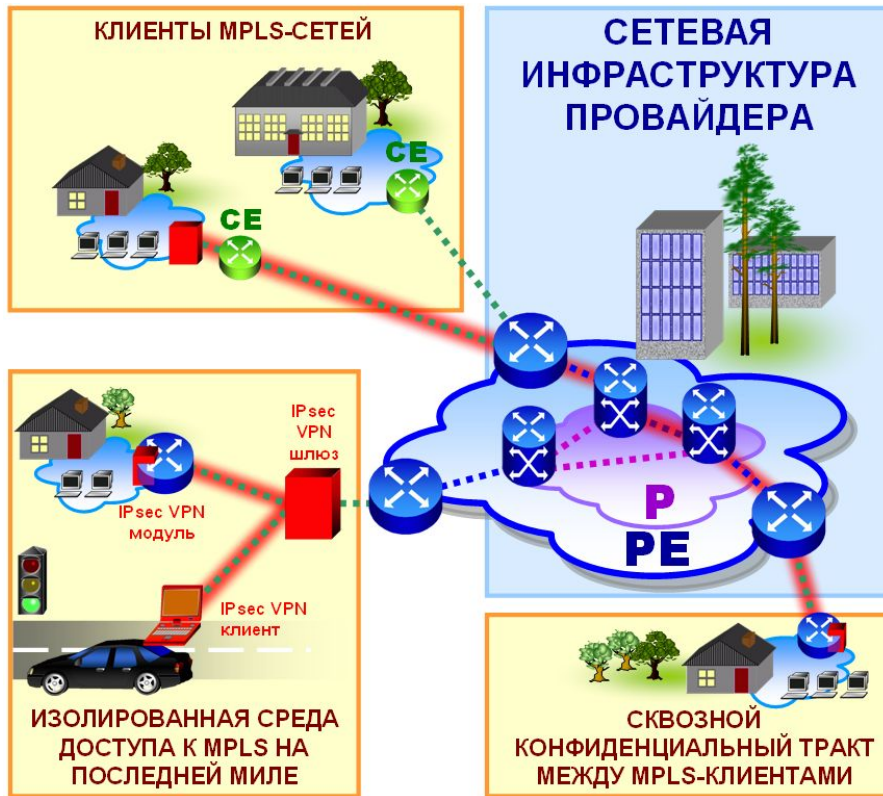 КЛИЕНТЫ MPLS-СЕТЕЙ
CE
CE
СЕТЕВАЯ
ИНФРАСТРУКТУРА
ПРОВАЙДЕРА
P
PE
IPsec VPN
модуль
IPsec
VPN
шлюз
IPsec VPN
клиент
ИЗОЛИРОВАННАЯ СРЕДА
ДОСТУПА К MPLS НА
ПОСЛЕДНЕЙ МИЛЕ
СКВОЗНОЙ
КОНФИДЕНЦИАЛЬНЫЙ ТРАКТ
МЕЖДУ MPLS-КЛИЕНТАМИ